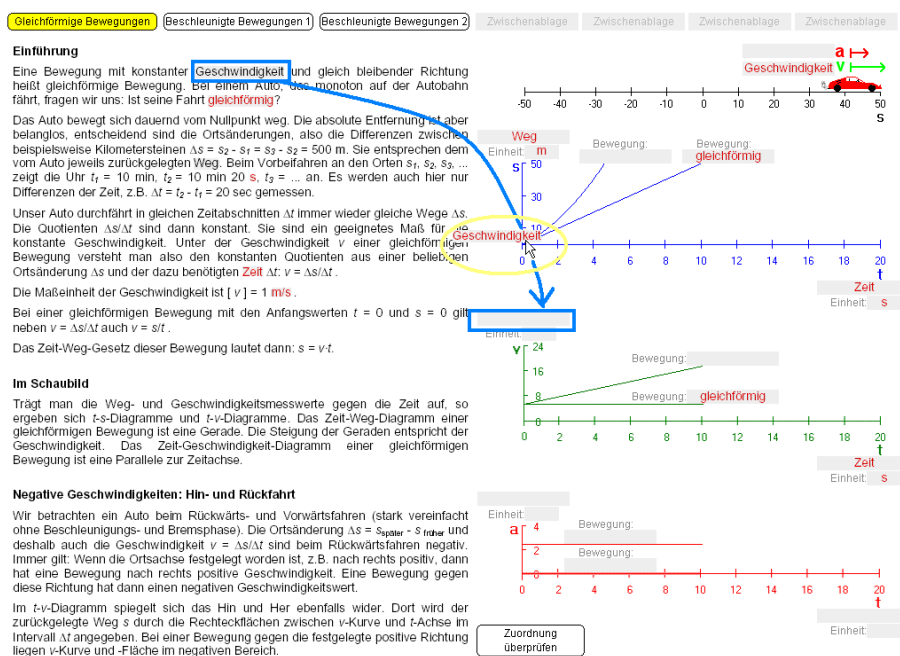 Gleichförmige Bewegungen
Beschleunigte Bewegungen 1
Beschleunigte Bewegungen 2
Zwischenablage
Zwischenablage
Zwischenablage
Zwischenablage
Einführung
Eine Bewegung mit konstanter Geschwindigkeit und gleich bleibender Richtung
heißt gleichförmige Bewegung. Bei einem Auto, das monoton auf der Autobahn
fährt, fragen wir uns: Ist seine Fahrt gleichförmig?
Das Auto bewegt sich dauernd vom Nullpunkt weg. Die absolute Entfernung ist aber
belanglos, entscheidend sind die Ortsänderungen, also die Differenzen zwischen
beispielsweise Kilometersteinen Δs = s₂ - s₁ = s₃ - s₂ = 500 m. Sie entsprechen dem
vom Auto jeweils zurückgelegten Weg. Beim Vorbeifahren an den Orten s₁, s₂, s₃, ...
zeigt die Uhr t₁ = 10 min, t₂ = 10 min 20 s, t₃ = ... an. Es werden auch hier nur
Differenzen der Zeit, z.B. Δt = t₂ - t₁ = 20 sec gemessen.
Unser Auto durchfährt in gleichen Zeitabschnitten Δt immer wieder gleiche Wege Δs.
Die Quotienten Δs/Δt sind dann konstant. Sie sind ein geeignetes Maß für die
konstante Geschwindigkeit. Unter der Geschwindigkeit v einer gleichförmigen
Bewegung versteht man also den konstanten Quotienten aus einer beliebigen
Ortsänderung Δs und der dazu benötigten Zeit Δt: v = Δs/Δt .
Die Maßeinheit der Geschwindigkeit ist [ v ] = 1 m/s .
Bei einer gleichförmigen Bewegung mit den Anfangswerten t = 0 und s = 0 gilt
neben v = Δs/Δt auch v = s/t .
Das Zeit-Weg-Gesetz dieser Bewegung lautet dann: s = v·t.
Im Schaubild
Trägt man die Weg- und Geschwindigkeitsmesswerte gegen die Zeit auf, so
ergeben sich t-s-Diagramme und t-v-Diagramme. Das Zeit-Weg-Diagramm einer
gleichförmigen Bewegung ist eine Gerade. Die Steigung der Geraden entspricht der
Geschwindigkeit. Das Zeit-Geschwindigkeit-Diagramm einer gleichförmigen
Bewegung ist eine Parallele zur Zeitachse.
Negative Geschwindigkeiten: Hin- und Rückfahrt
Wir betrachten ein Auto beim Rückwärts- und Vorwärtsfahren (stark vereinfacht
ohne Beschleunigungs- und Bremsphase). Die Ortsänderung Δs = s später - s früher und
deshalb auch die Geschwindigkeit v = Δs/Δt sind beim Rückwärtsfahren negativ.
Immer gilt: Wenn die Ortsachse festgelegt worden ist, z.B. nach rechts positiv, dann
hat eine Bewegung nach rechts positive Geschwindigkeit. Eine Bewegung gegen
diese Richtung hat dann einen negativen Geschwindigkeitswert.
Im t-v-Diagramm spiegelt sich das Hin und Her ebenfalls wider. Dort wird der
zurückgelegte Weg s durch die Rechteckflächen zwischen v-Kurve und t-Achse im
Intervall Δt angegeben. Bei einer Bewegung gegen die festgelegte positive Richtung
liegen v-Kurve und -Fläche im negativen Bereich.
a
Geschwindigkeit v
-50 -40 -30 -20 -10 0 10 20 30 40 50
s
Weg
Einheit: m
s 50
30
10
0
Bewegung:
Bewegung:
gleichförmig
Geschwindigkeit
0 2 4 6 8 10 12 14 16 18 20
t
Zeit
Einheit: s
Einheit:
v 24
16
8
0
Bewegung:
Bewegung: gleichförmig
0 2 4 6 8 10 12 14 16 18 20
t
Zeit
Einheit: s
Einheit:
a 4
2
0
Bewegung:
Bewegung:
0 2 4 6 8 10 12 14 16 18 20
t
Einheit:
Zuordnung
überprüfen